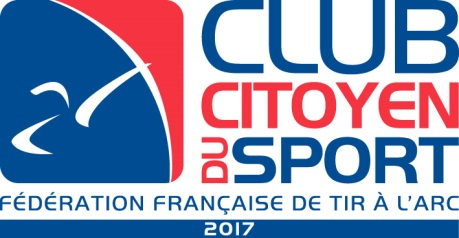 CLUB
CITOYEN
DU SPORT
FÉDÉRATION FRANÇAISE DE TIR À L'ARC
2017